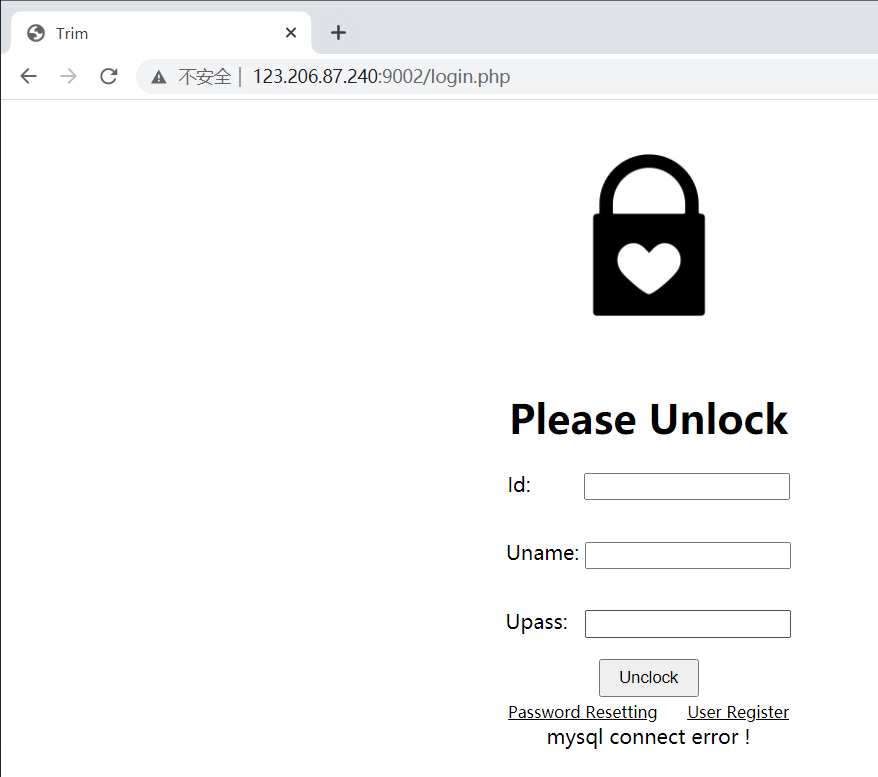 Trim
不安全 | 123.206.87.240:9002/login.php
Please Unlock
Id:
Uname:
Upass:
Unclock
Password Resetting User Register
mysql connect error !